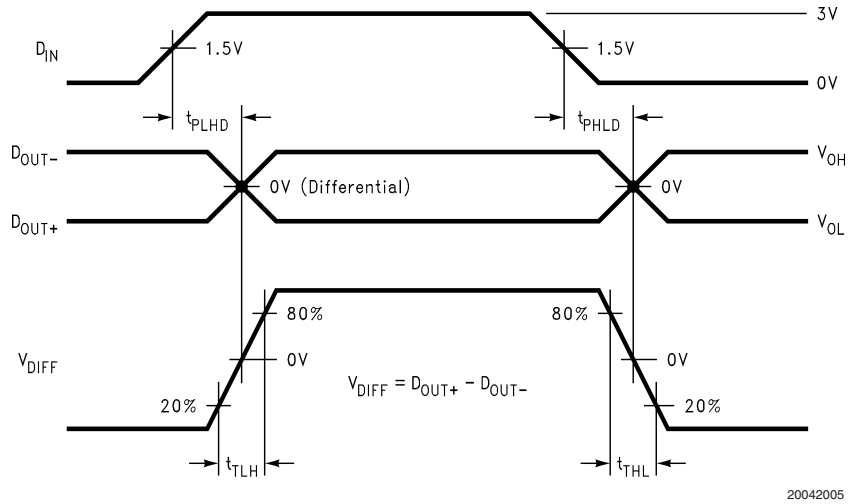 3V
D_IN
1.5V
1.5V
0V
t_PLHD
t_PHLD
D_OUT-
V_OH
0V (Differential)
0V
D_OUT+
V_OL
80%
80%
V_DIFF
0V
0V
V_DIFF = D_OUT+ - D_OUT-
20%
20%
t_TLH
t_THL
20042005